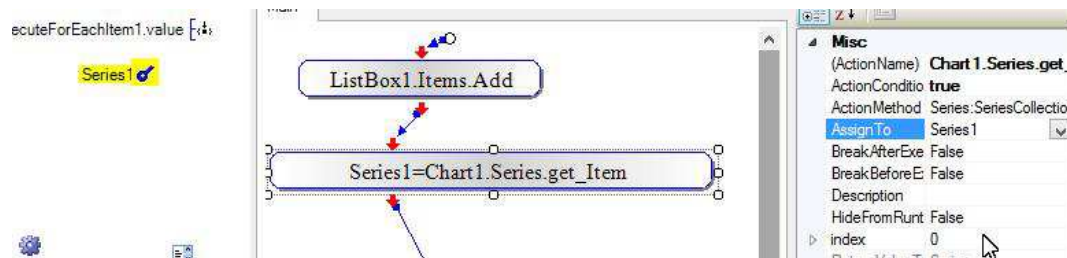 Main
ecuteForEachItem1.value
Series1
ListBox1.Items.Add
Series1=Chart1.Series.get_Item
Misc
(ActionName) Chart1.Series.get_
ActionConditio true
ActionMethod Series:SeriesCollectio
AssignTo Series1
BreakAfterExe False
BreakBeforeE: False
Description
HideFromRunt False
index 0